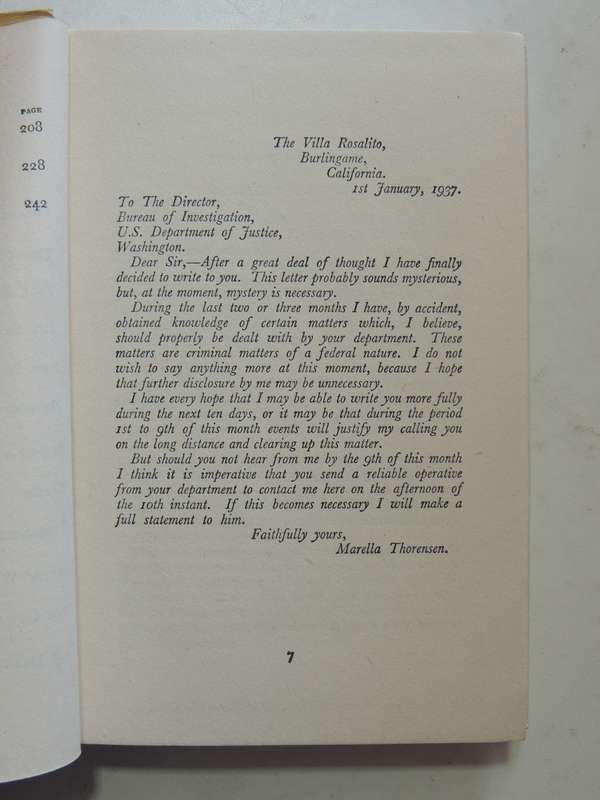 PAGE
208
228
242
The Villa Rosalito,
Burlingame,
California.
1st January, 1937.
To The Director,
Bureau of Investigation,
U.S. Department of Justice,
Washington.
Dear Sir,—After a great deal of thought I have finally
decided to write to you. This letter probably sounds mysterious,
but, at the moment, mystery is necessary.
During the last two or three months I have, by accident,
obtained knowledge of certain matters which, I believe,
should properly be dealt with by your department. These
matters are criminal matters of a federal nature. I do not
wish to say anything more at this moment, because I hope
that further disclosure by me may be unnecessary.
I have every hope that I may be able to write you more fully
during the next ten days, or it may be that during the period
1st to 9th of this month events will justify my calling you
on the long distance and clearing up this matter.
But should you not hear from me by the 9th of this month
I think it is imperative that you send a reliable operative
from your department to contact me here on the afternoon of
the 10th instant. If this becomes necessary I will make a
full statement to him.
Faithfully yours,
Marella Thorensen.
7